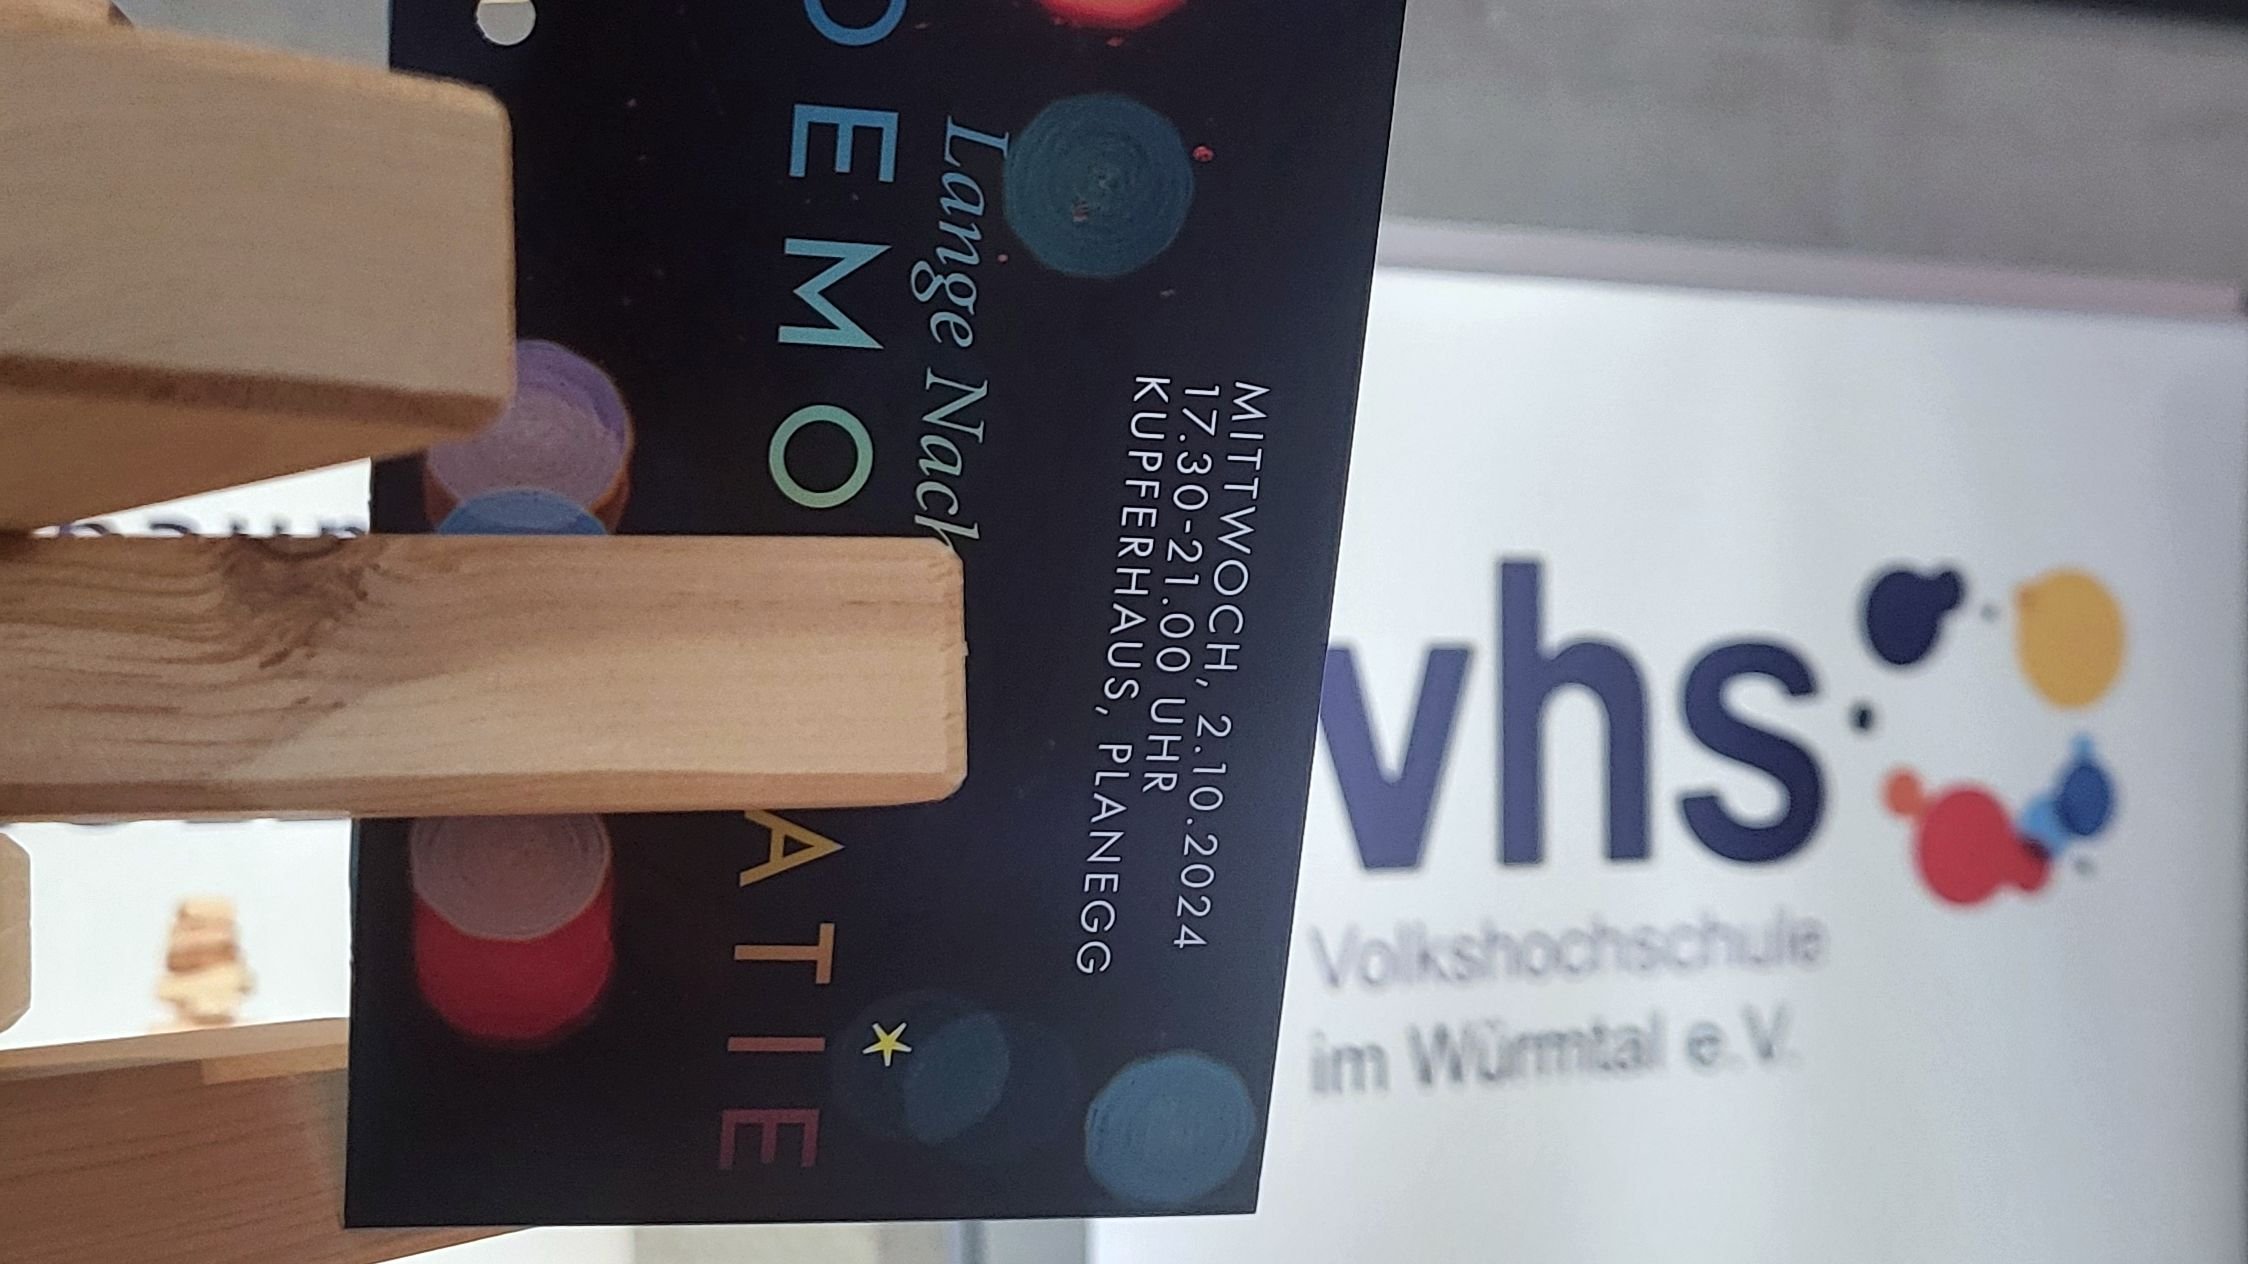 MITTWOCH, 2.10.2024
17.30-21.00 UHR
KUPFERHAUS, PLANEGG
Lange Nach
DEMO
ATIE
vhs
Volkshochschule
im Würmtal e.V.